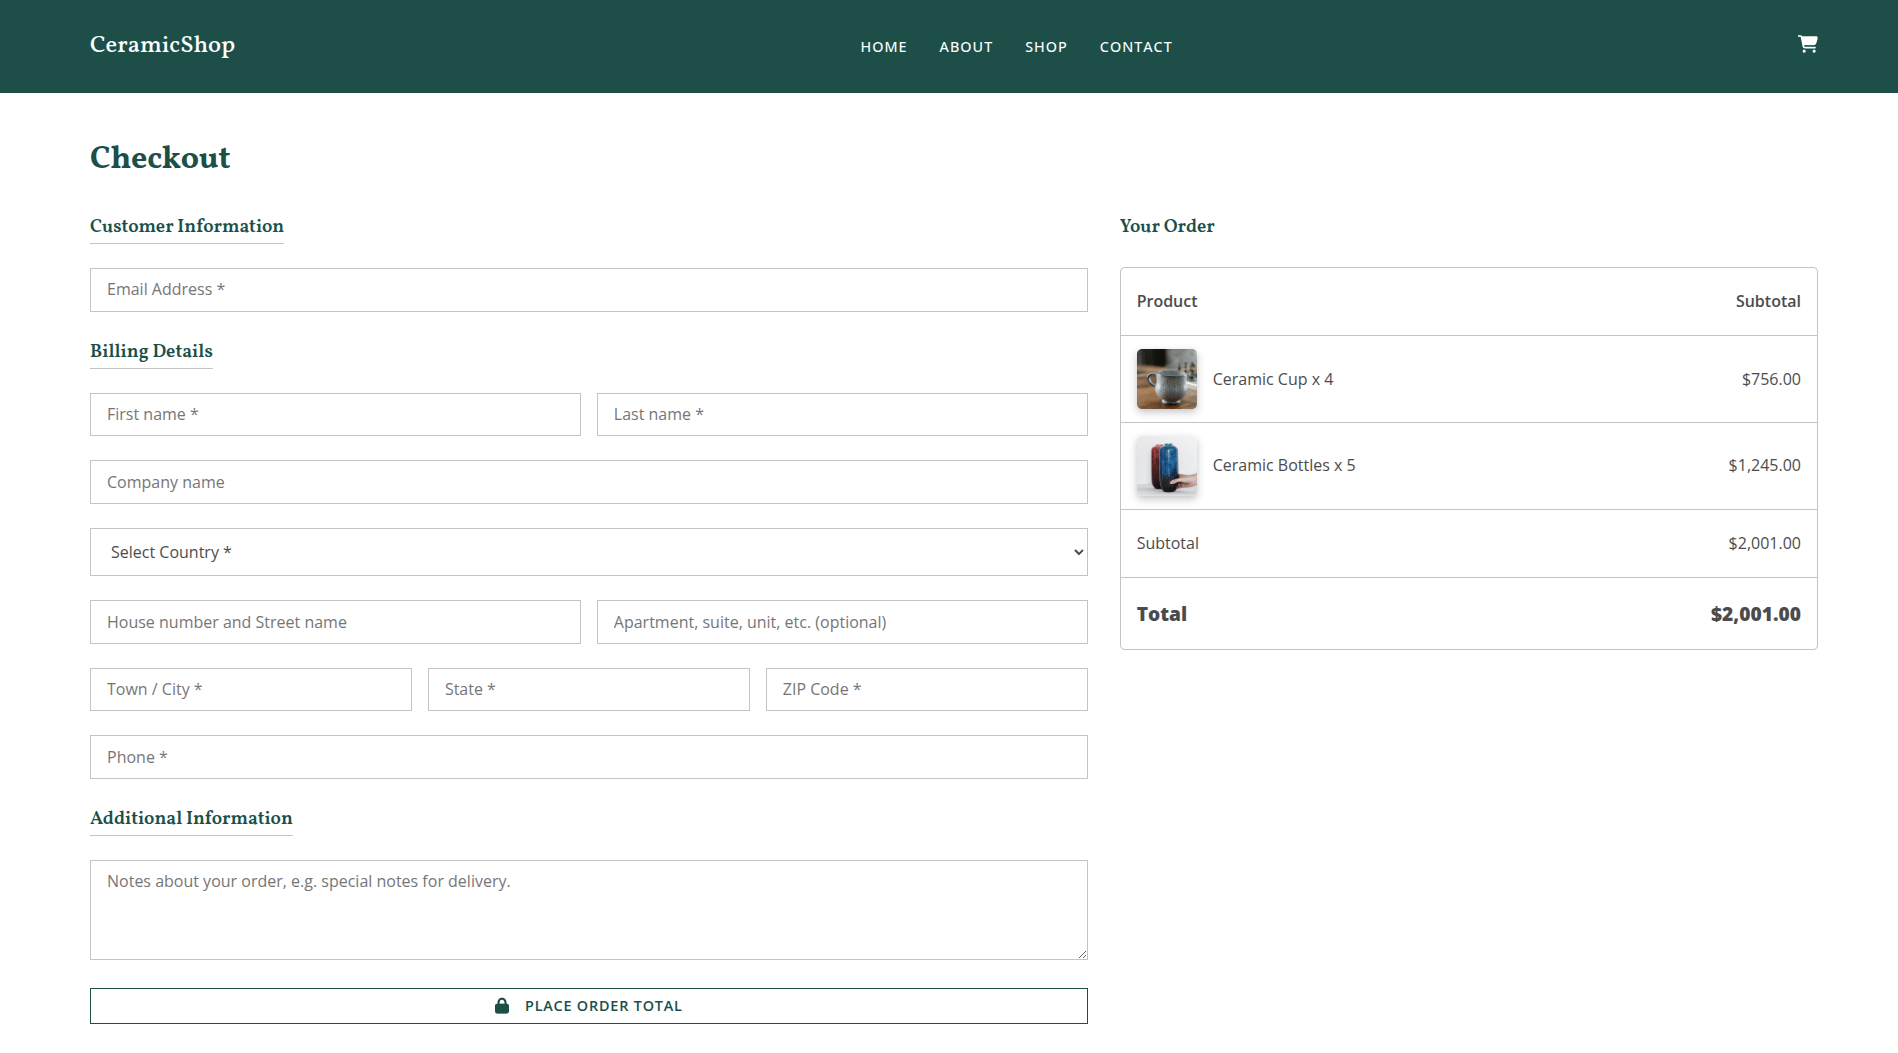 CeramicShop
HOME ABOUT SHOP CONTACT
Checkout
Customer Information
Email Address *
Billing Details
First name * Last name *
Company name
Select Country *
House number and Street name Apartment, suite, unit, etc. (optional)
Town / City * State * ZIP Code *
Phone *
Additional Information
Notes about your order, e.g. special notes for delivery.
PLACE ORDER TOTAL
Your Order
Product Subtotal
Ceramic Cup x 4 $756.00
Ceramic Bottles x 5 $1,245.00
Subtotal $2,001.00
Total $2,001.00